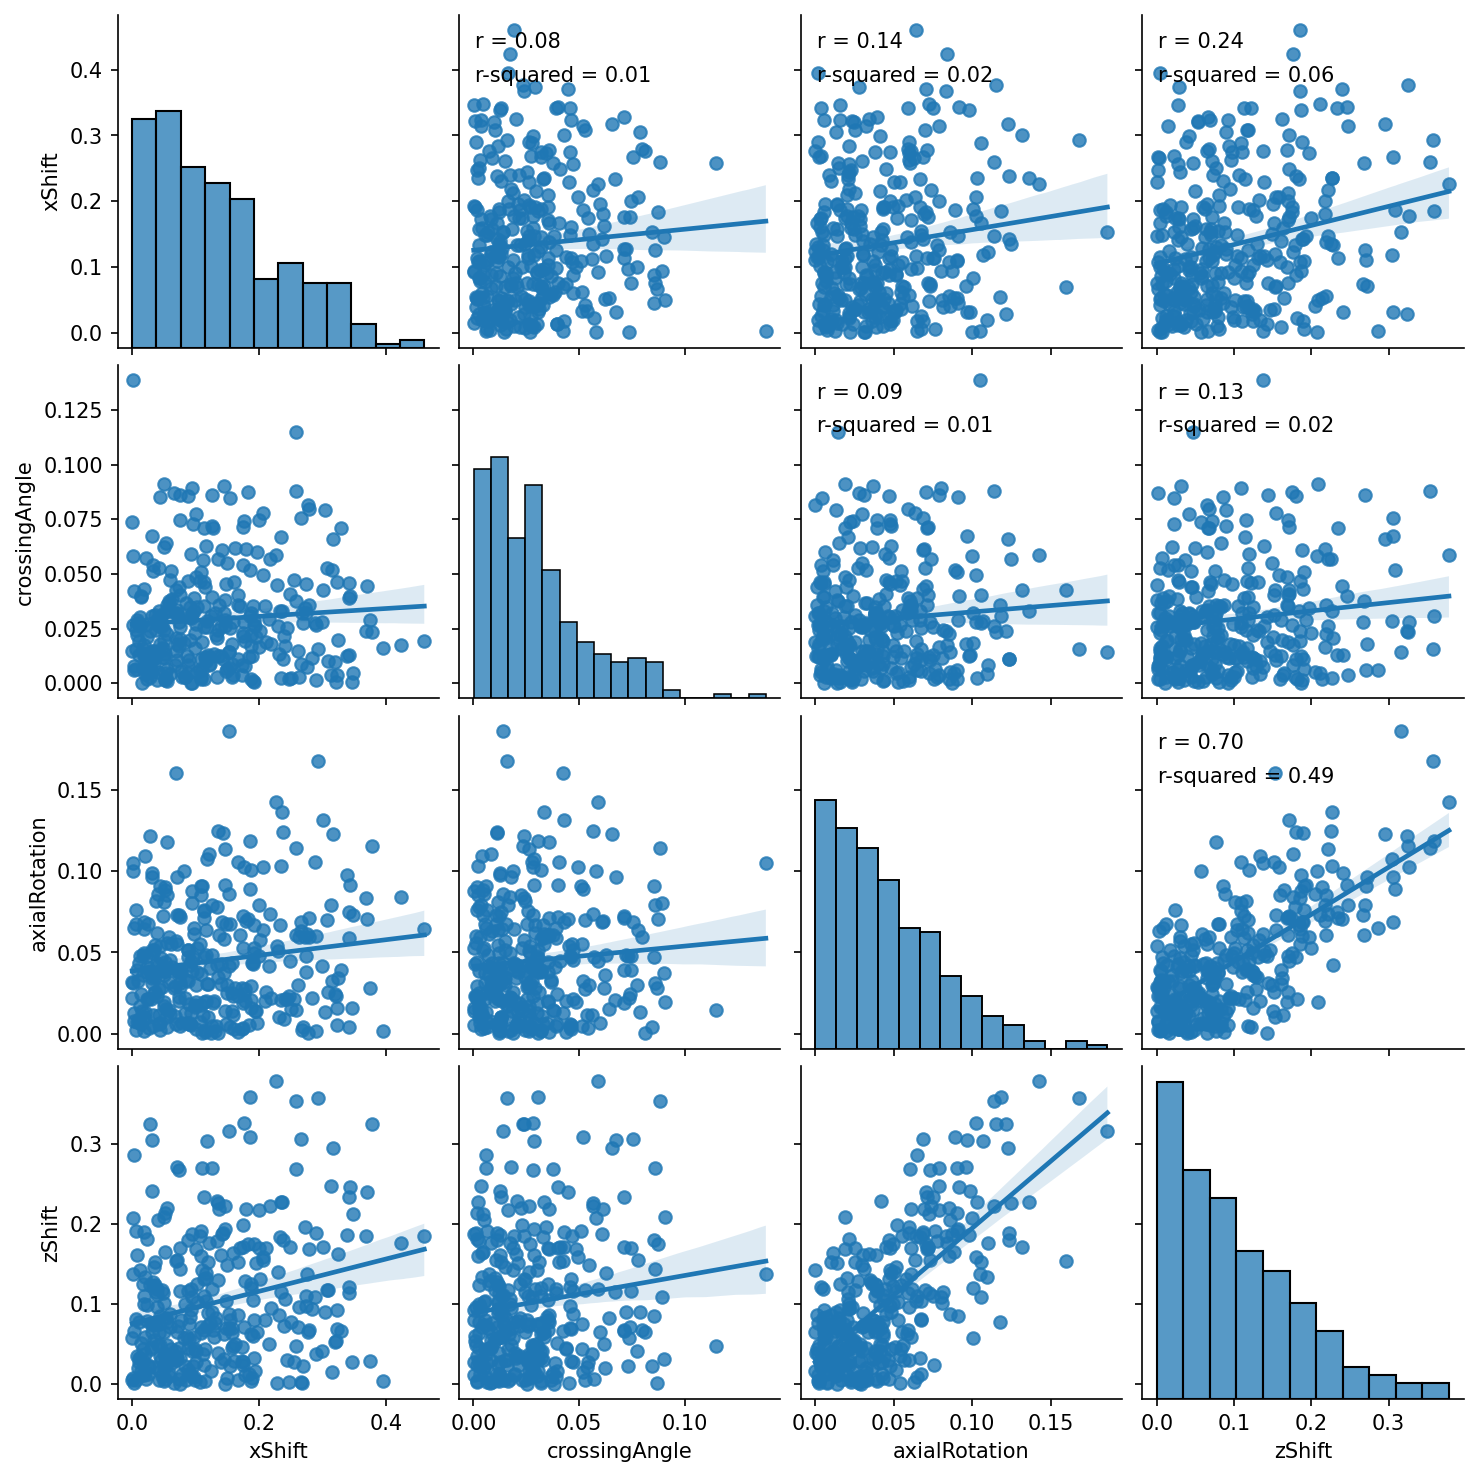 r = 0.08
r-squared = 0.01
r = 0.14
r-squared = 0.02
r = 0.24
r-squared = 0.06
0.4
0.3
0.2
0.1
0.0
xShift
r = 0.09
r-squared = 0.01
r = 0.13
r-squared = 0.02
0.125
0.100
0.075
0.050
0.025
0.000
crossingAngle
r = 0.70
r-squared = 0.49
0.15
0.10
0.05
0.00
axialRotation
0.3
0.2
0.1
0.0
zShift
0.0 0.2 0.4
xShift
0.00 0.05 0.10
crossingAngle
0.00 0.05 0.10 0.15
axialRotation
0.0 0.1 0.2 0.3
zShift